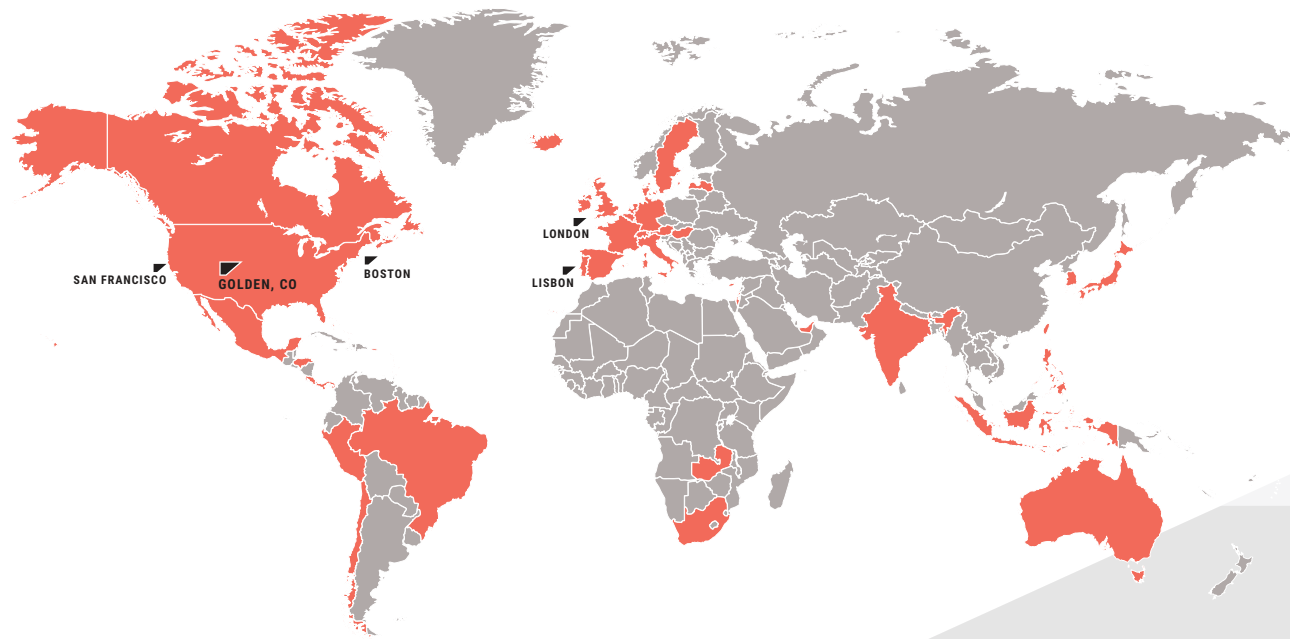 LONDON
SAN FRANCISCO
GOLDEN, CO
BOSTON
LISBON